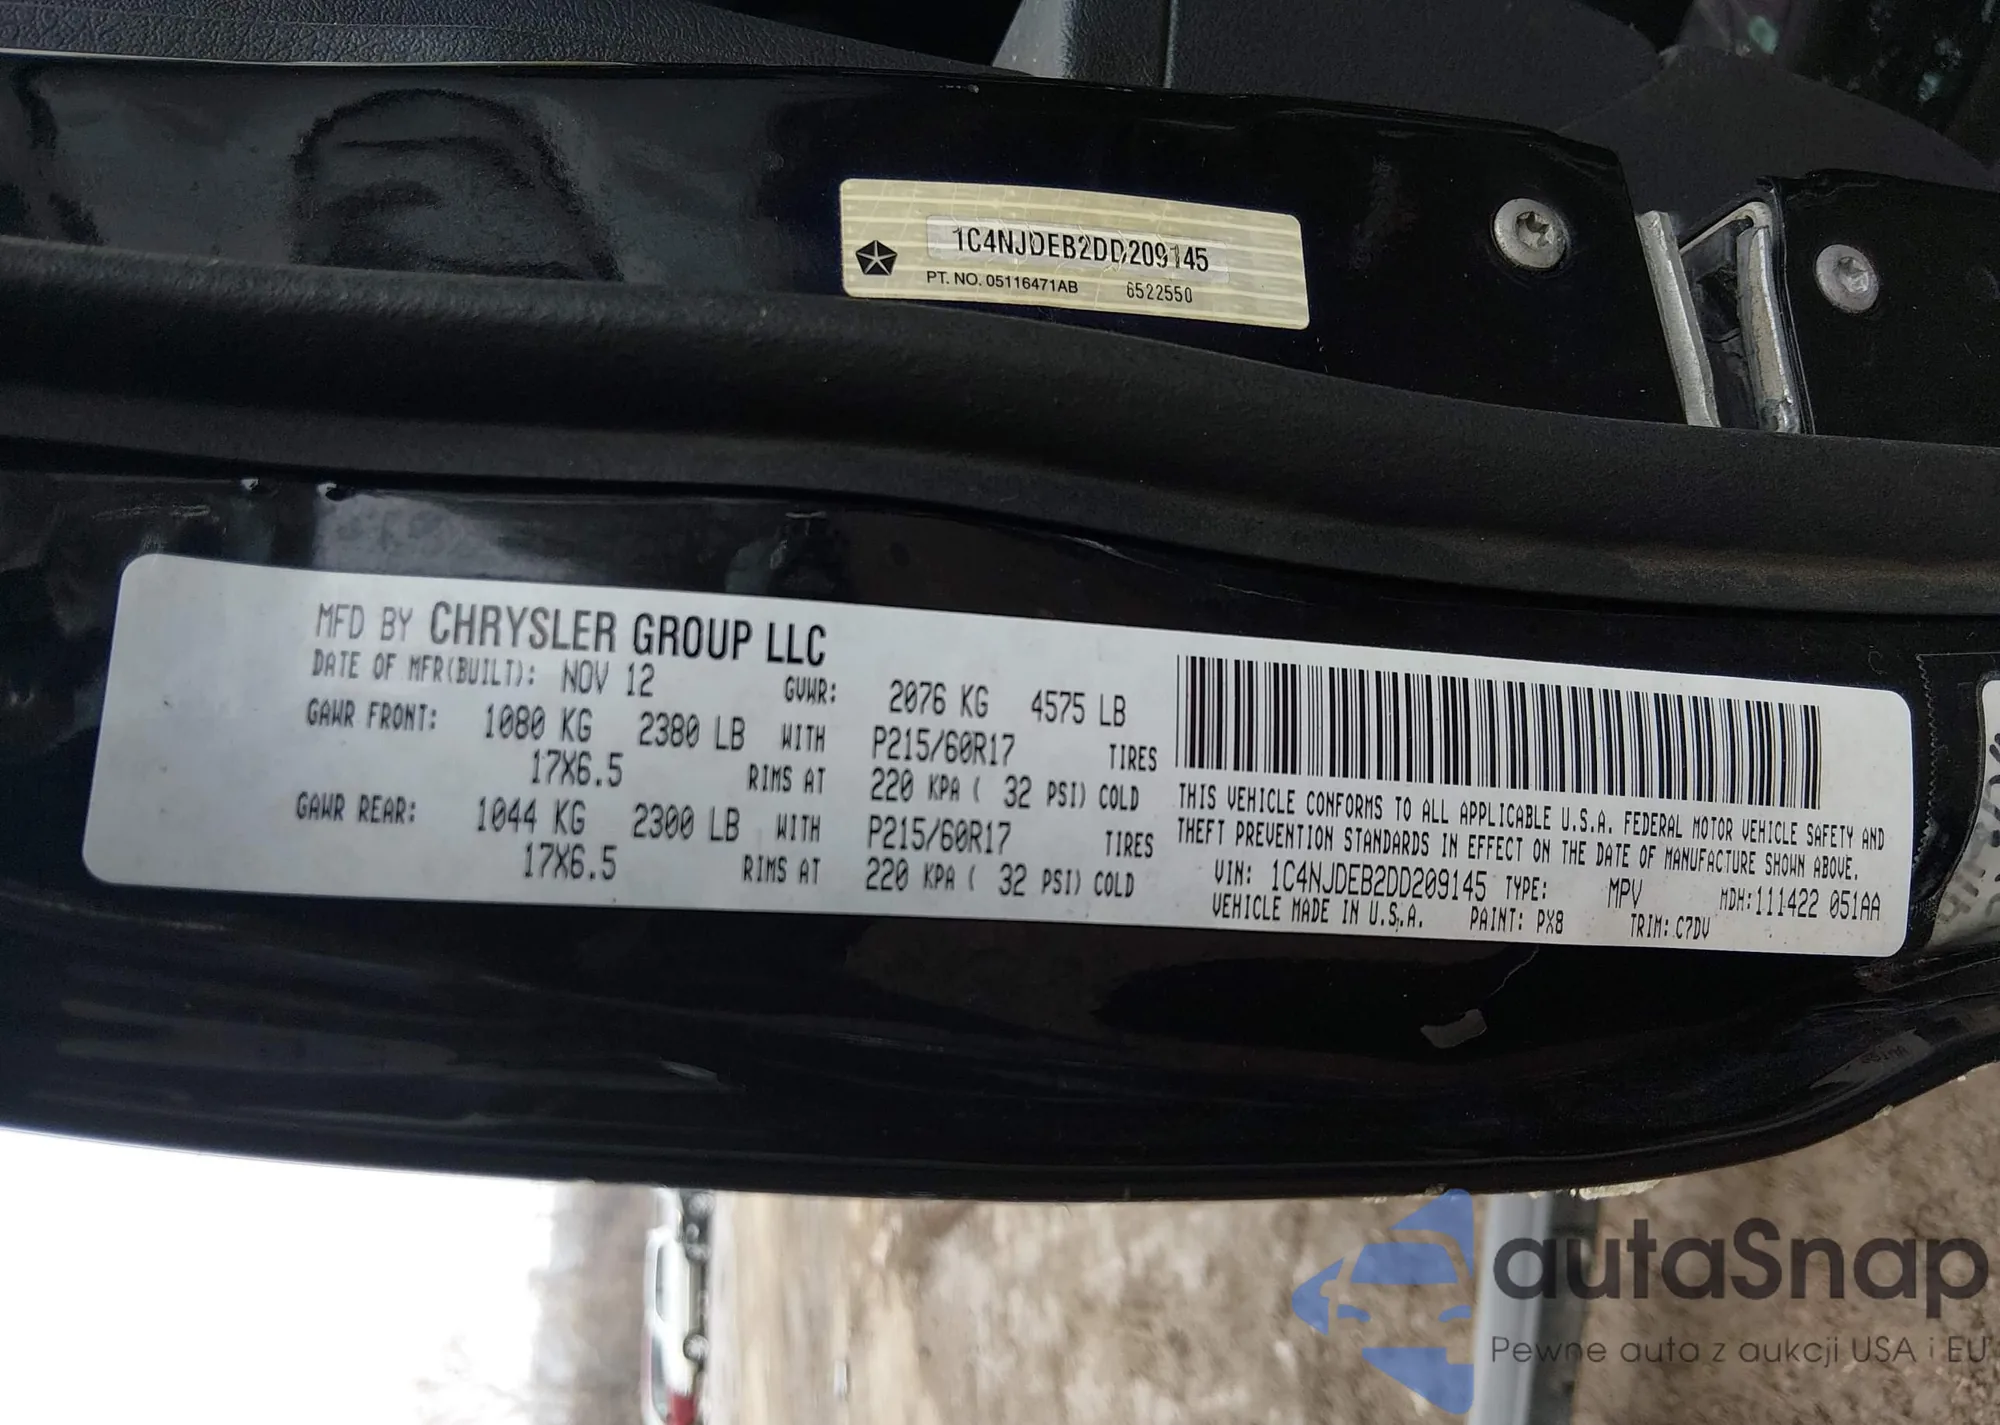 1C4NJDEB2DD209145
PT. NO. 05116471AB 6522550
MFD BY CHRYSLER GROUP LLC
DATE OF MFR(BUILT): NOV 12 GVWR: 2076 KG 4575 LB
GAWR FRONT: 1080 KG 2380 LB WITH P215/60R17 TIRES
17X6.5 RIMS AT 220 KPA ( 32 PSI) COLD
GAWR REAR: 1044 KG 2300 LB WITH P215/60R17 TIRES
17X6.5 RIMS AT 220 KPA ( 32 PSI) COLD
THIS VEHICLE CONFORMS TO ALL APPLICABLE U.S.A. FEDERAL MOTOR VEHICLE SAFETY AND
THEFT PREVENTION STANDARDS IN EFFECT ON THE DATE OF MANUFACTURE SHOWN ABOVE.
VIN: 1C4NJDEB2DD209145 TYPE: MPV MDH:111422 051AA
VEHICLE MADE IN U.S.A. PAINT: PX8 TRIM: C7DV
autaSnap
Pewne auta z aukcji USA i EU